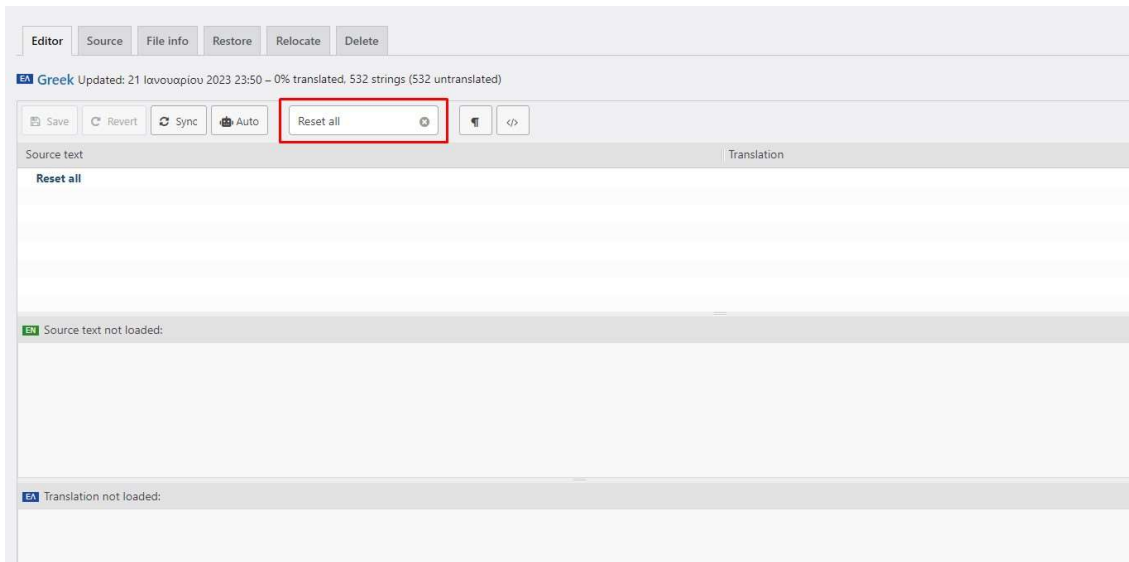 Editor Source File info Restore Relocate Delete
ΕΛ Greek Updated: 21 Ιανουαρίου 2023 23:50 – 0% translated, 532 strings (532 untranslated)
Save Revert Sync Auto Reset all ¶ </>
Source text Translation
Reset all
EN Source text not loaded:
ΕΛ Translation not loaded: